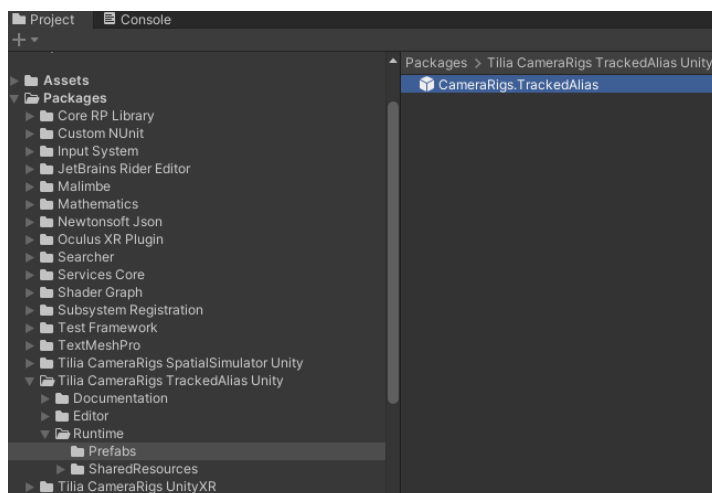 Project
Console
Assets
Packages
Core RP Library
Custom NUnit
Input System
JetBrains Rider Editor
Malimbe
Mathematics
Newtonsoft Json
Oculus XR Plugin
Searcher
Services Core
Shader Graph
Subsystem Registration
Test Framework
TextMeshPro
Tilia CameraRigs SpatialSimulator Unity
Tilia CameraRigs TrackedAlias Unity
Documentation
Editor
Runtime
Prefabs
SharedResources
Tilia CameraRigs UnityXR
Packages > Tilia CameraRigs TrackedAlias Unity
CameraRigs.TrackedAlias